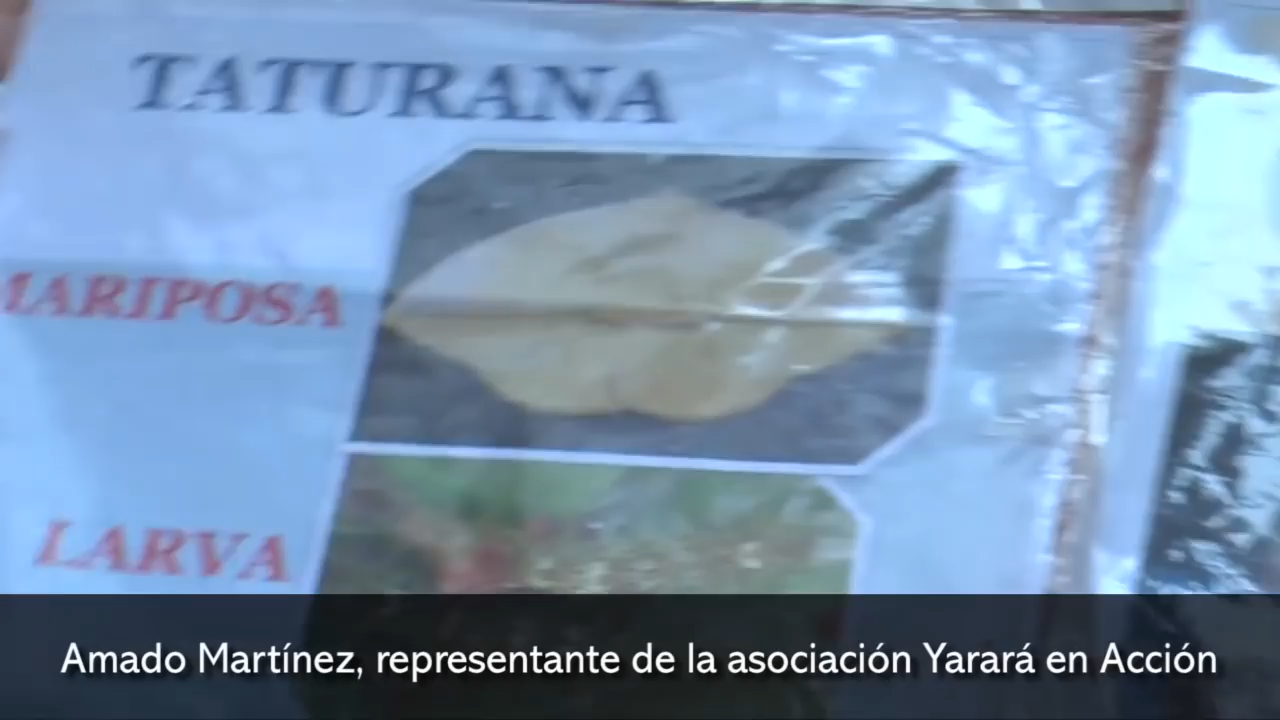 TATURANA
MARIPOSA
LARVA
Amado Martínez, representante de la asociación Yarará en Acción